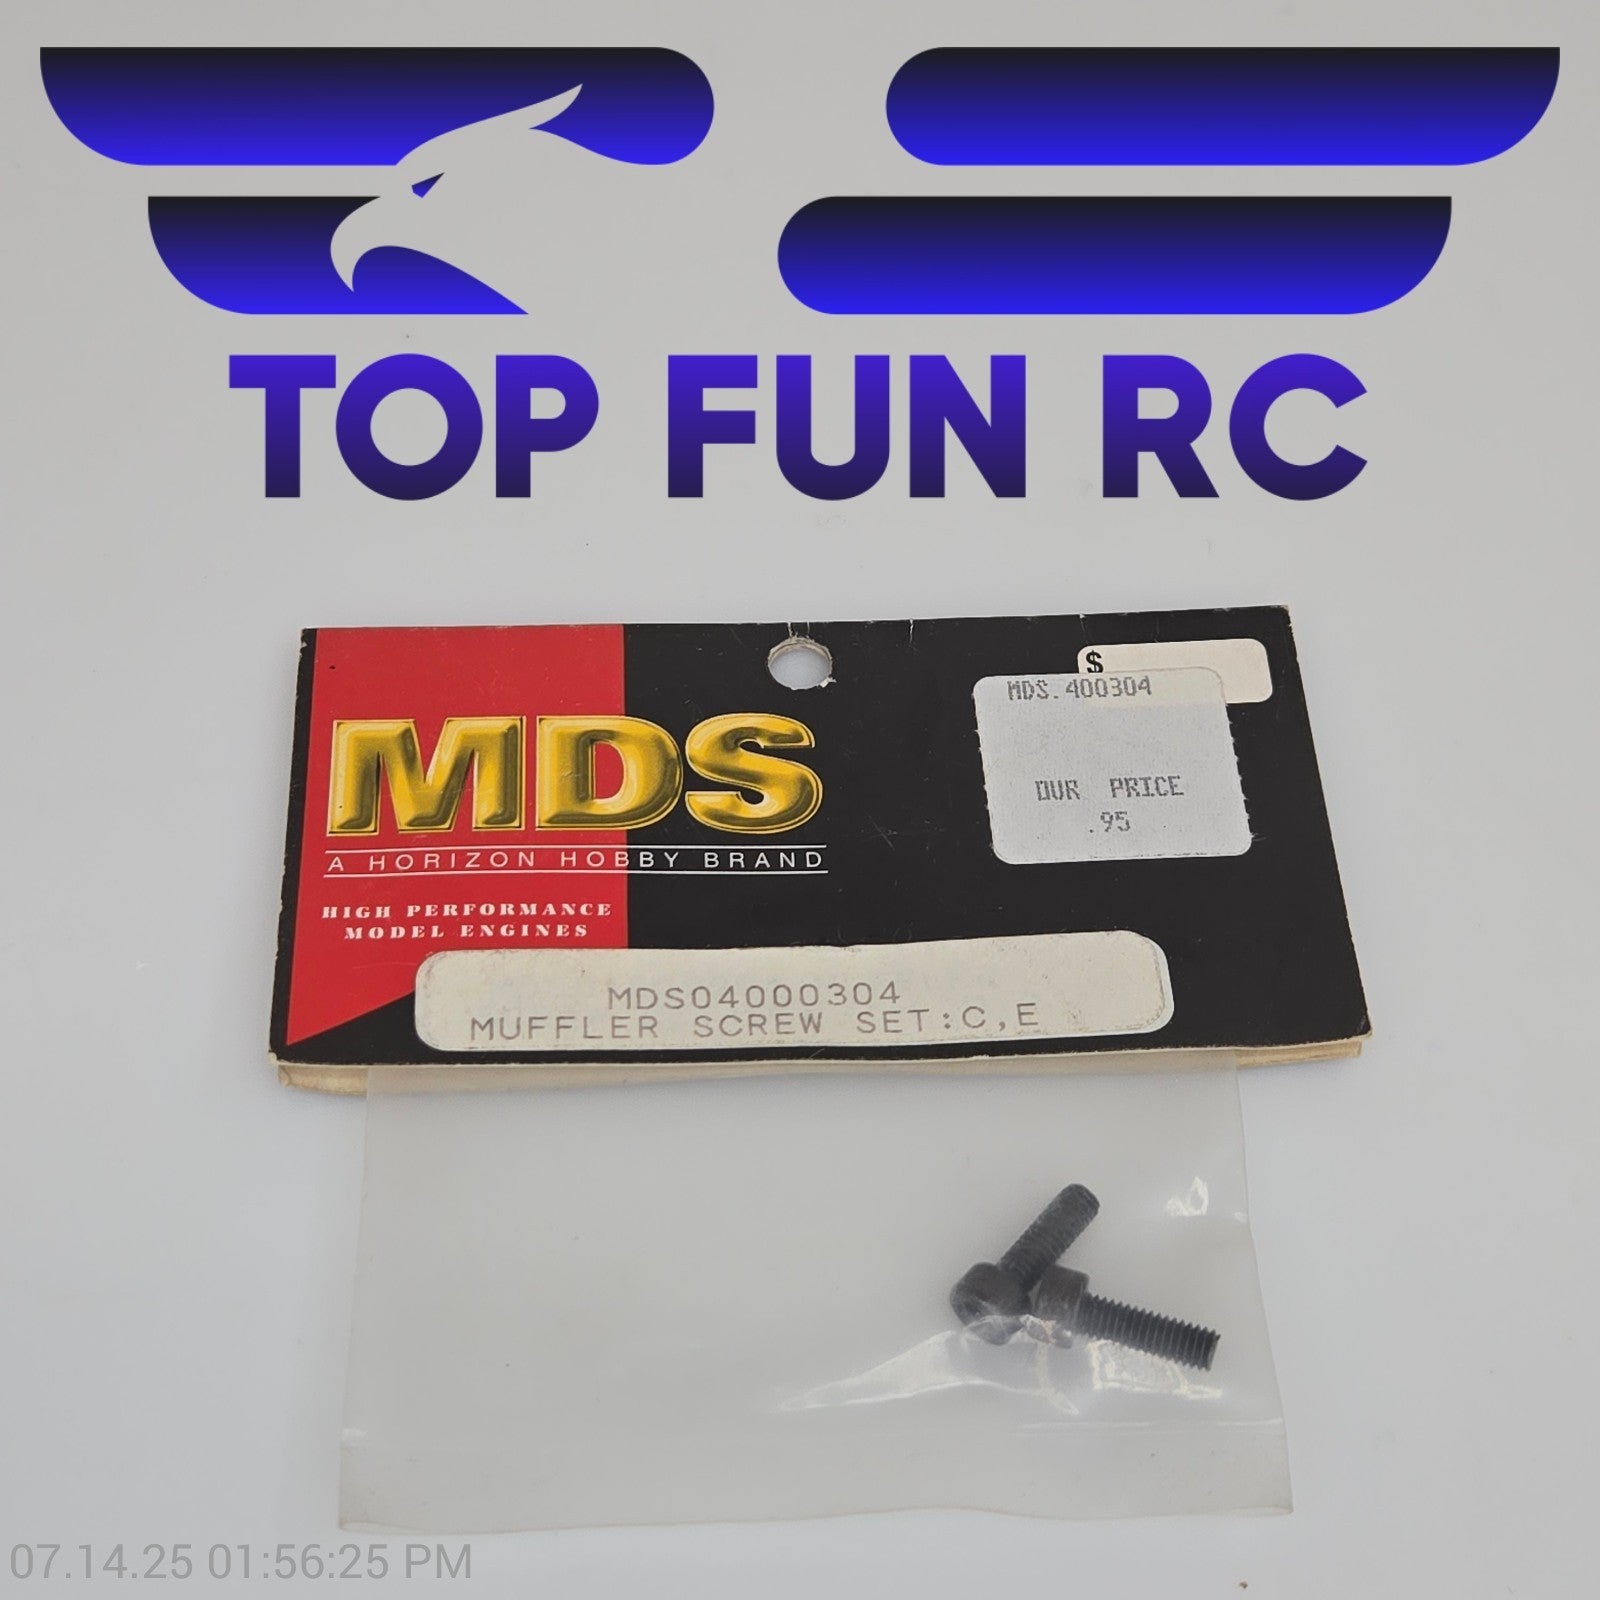 TOP FUN RC
$
MDS.400304
OUR PRICE
.95
MDS
A HORIZON HOBBY BRAND
HIGH PERFORMANCE
MODEL ENGINES
MDS04000304
MUFFLER SCREW SET:C,E
07.14.25 01:56:25 PM